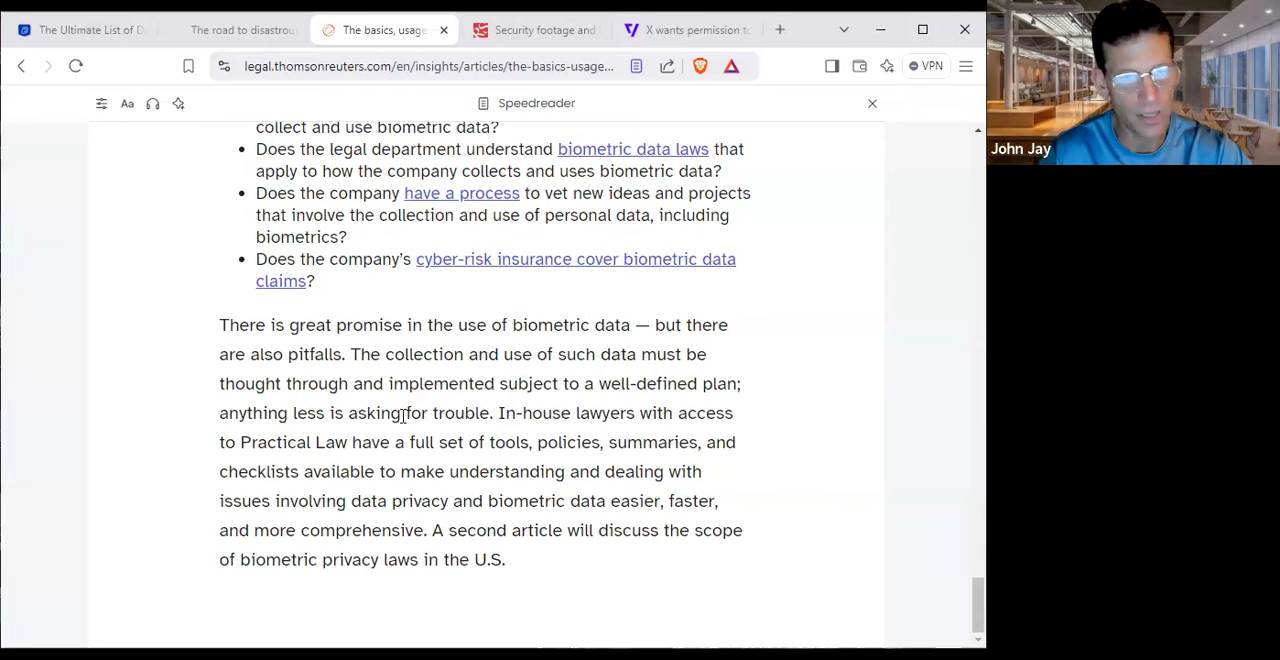 The Ultimate List of D
The road to disastrou
The basics, usage
Security footage and
X wants permission to
legal.thomsonreuters.com/en/insights/articles/the-basics-usage...
VPN
Aa
Speedreader
John Jay
collect and use biometric data?
• Does the legal department understand biometric data laws that
apply to how the company collects and uses biometric data?
• Does the company have a process to vet new ideas and projects
that involve the collection and use of personal data, including
biometrics?
• Does the company’s cyber-risk insurance cover biometric data
claims?
There is great promise in the use of biometric data — but there
are also pitfalls. The collection and use of such data must be
thought through and implemented subject to a well-defined plan;
anything less is asking for trouble. In-house lawyers with access
to Practical Law have a full set of tools, policies, summaries, and
checklists available to make understanding and dealing with
issues involving data privacy and biometric data easier, faster,
and more comprehensive. A second article will discuss the scope
of biometric privacy laws in the U.S.